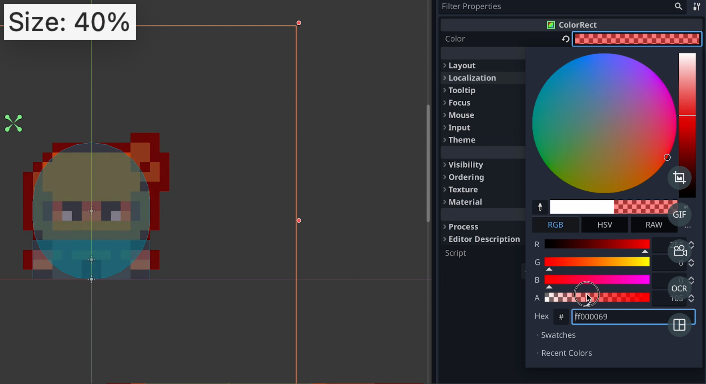 Size: 40%
Filter Properties
ColorRect
Color
Layout
Localization
Tooltip
Focus
Mouse
Input
Theme
Visibility
Ordering
Texture
Material
Process
Editor Description
Script
GIF
RGB HSV RAW ...
R
G
B
OCR
A
Hex # ff000069
Swatches
Recent Colors